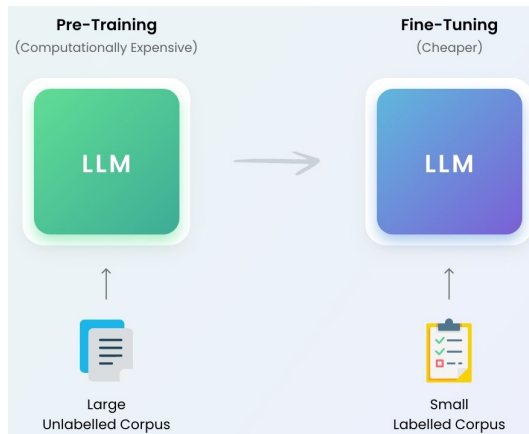 Pre-Training
(Computationally Expensive)
LLM
Large
Unlabelled Corpus
Fine-Tuning
(Cheaper)
LLM
Small
Labelled Corpus